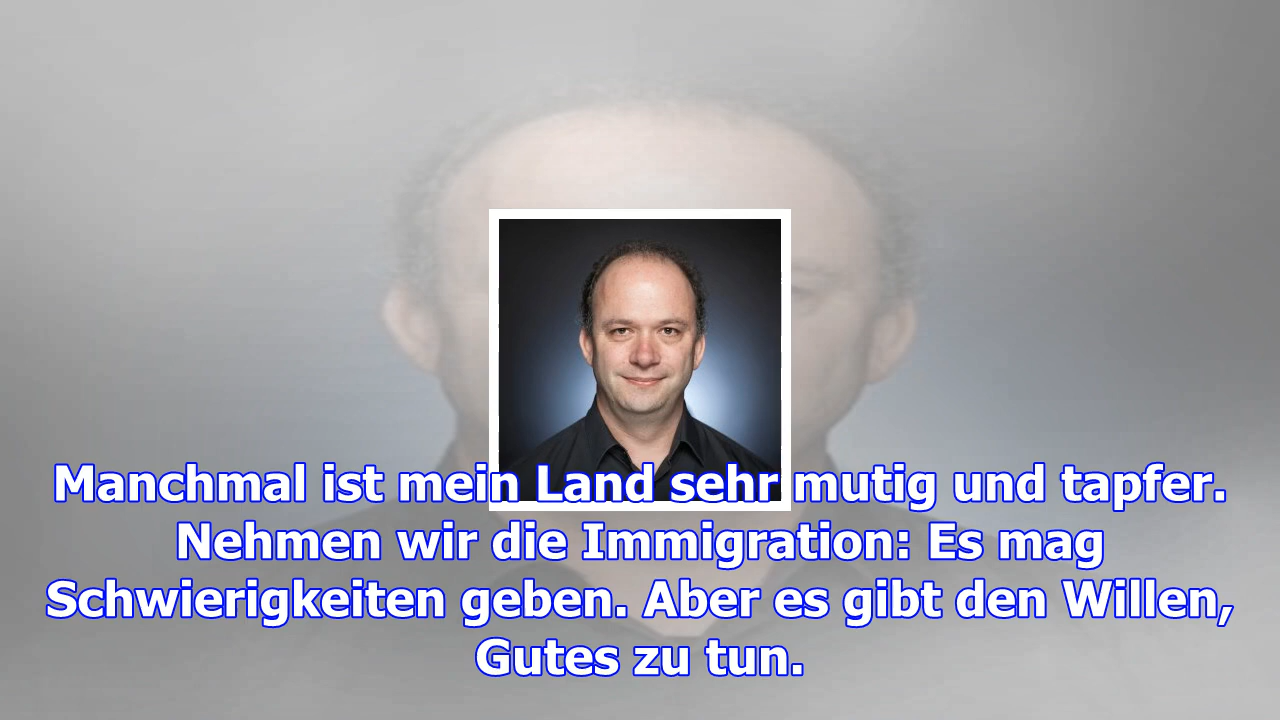 Manchmal ist mein Land sehr mutig und tapfer.
Nehmen wir die Immigration: Es mag
Schwierigkeiten geben. Aber es gibt den Willen,
Gutes zu tun.